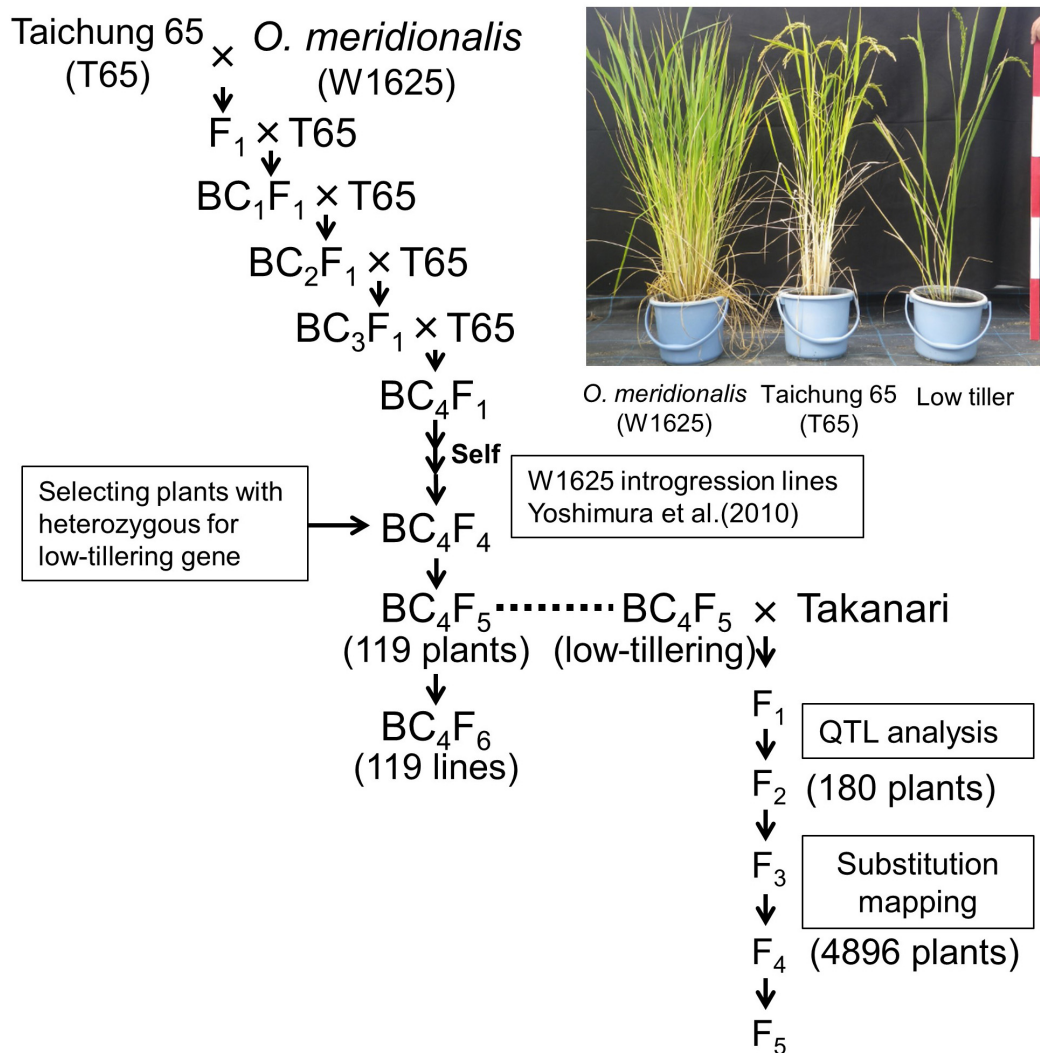 Taichung 65 × O. meridionalis
(T65) (W1625)
F₁ × T65
BC₁F₁ × T65
BC₂F₁ × T65
BC₃F₁ × T65
BC₄F₁
Self
W1625 introgression lines
Yoshimura et al.(2010)
Selecting plants with
heterozygous for
low-tillering gene
BC₄F₄
BC₄F₅ BC₄F₅ × Takanari
(119 plants) (low-tillering)
BC₄F₆
(119 lines)
F₁
QTL analysis
F₂ (180 plants)
F₃
Substitution
mapping
F₄ (4896 plants)
F₅
O. meridionalis Taichung 65 Low tiller
(W1625) (T65)